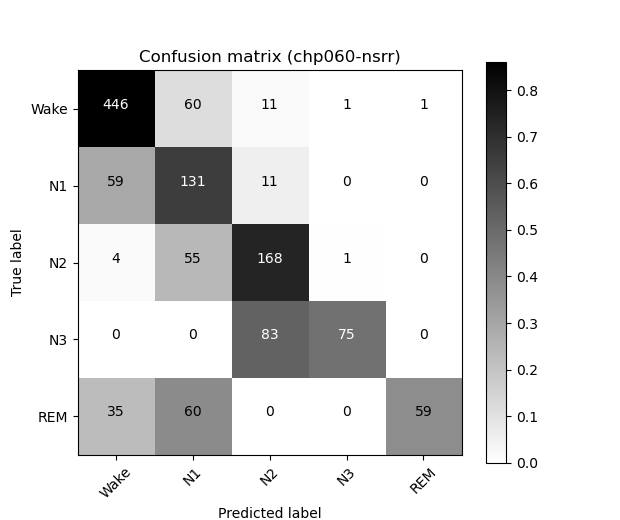 Confusion matrix (chp060-nsrr)
Wake 446 60 11 1 1
N1 59 131 11 0 0
N2 4 55 168 1 0
N3 0 0 83 75 0
REM 35 60 0 0 59
Wake N1 N2 N3 REM
True label
Predicted label
0.8
0.7
0.6
0.5
0.4
0.3
0.2
0.1
0.0